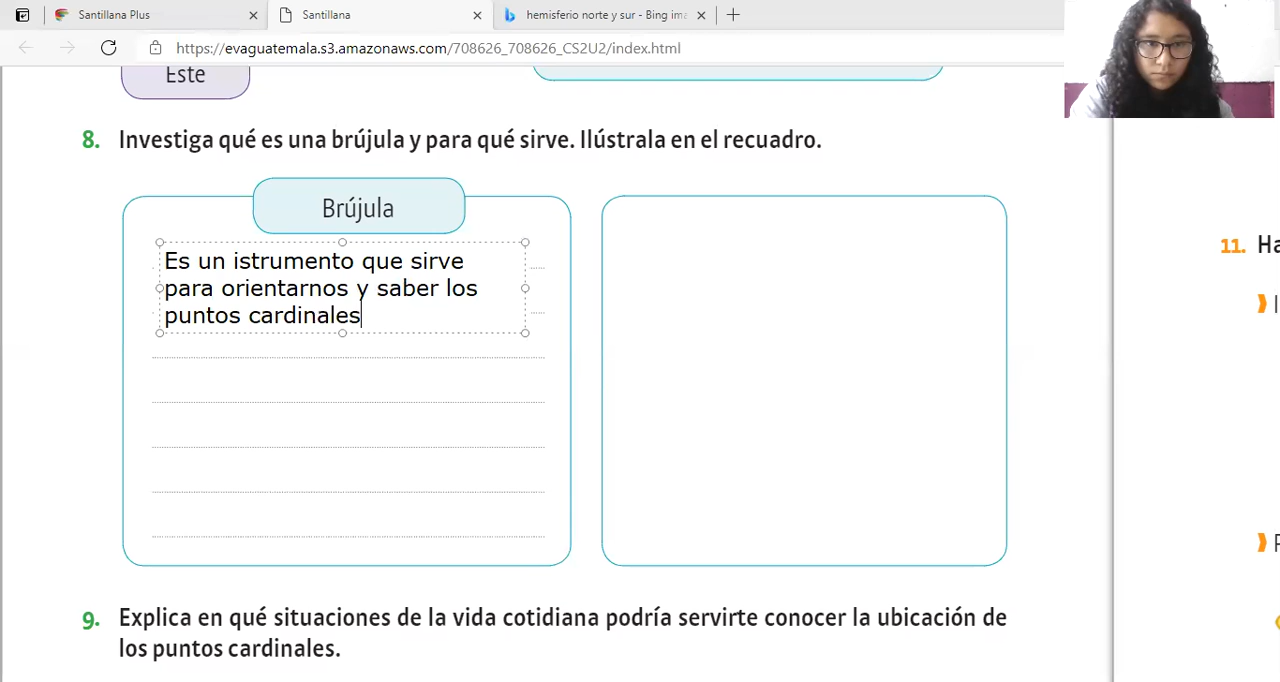 Santillana Plus
Santillana
hemisferio norte y sur - Bing ima
https://evaguatemala.s3.amazonaws.com/708626_708626_CS2U2/index.html
Este
8. Investiga qué es una brújula y para qué sirve. Ilústrala en el recuadro.
Brújula
Es un istrumento que sirve
para orientarnos y saber los
puntos cardinales
11. Ha
9. Explica en qué situaciones de la vida cotidiana podría servirte conocer la ubicación de
los puntos cardinales.